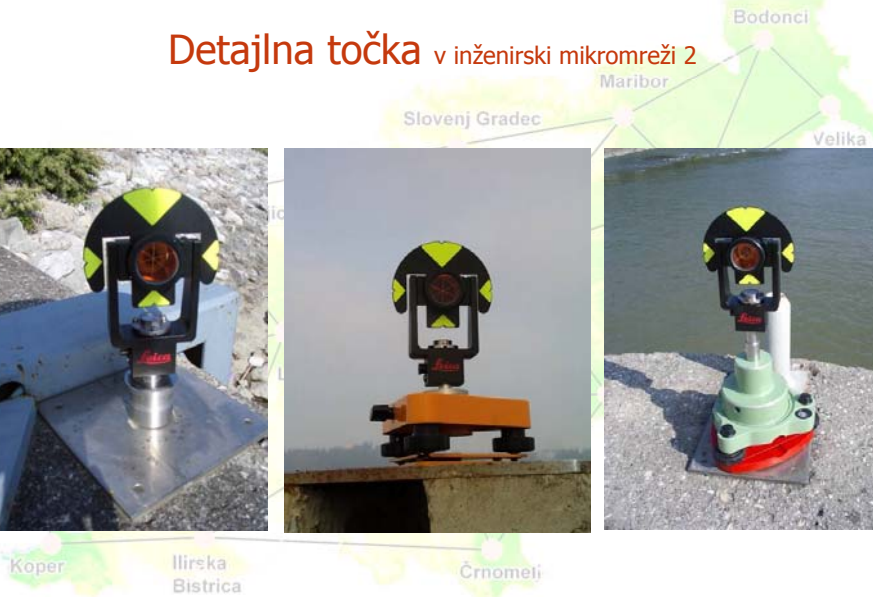 Bodonci
Detajlna točka v inženirski mikromreži 2
Maribor
Slovenj Gradec
Velika
Leica
Leica
Leica
Koper
Ilirska
Bistrica
Črnomelj